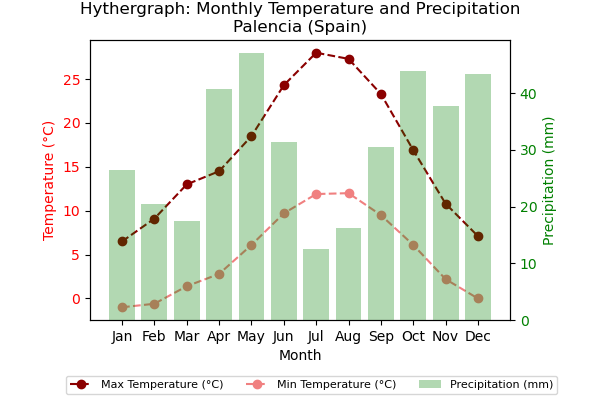 Hythergraph: Monthly Temperature and Precipitation
Palencia (Spain)
Temperature (°C)
25
20
15
10
5
0
Precipitation (mm)
40
30
20
10
0
Jan Feb Mar Apr May Jun Jul Aug Sep Oct Nov Dec
Month
Max Temperature (°C) Min Temperature (°C) Precipitation (mm)